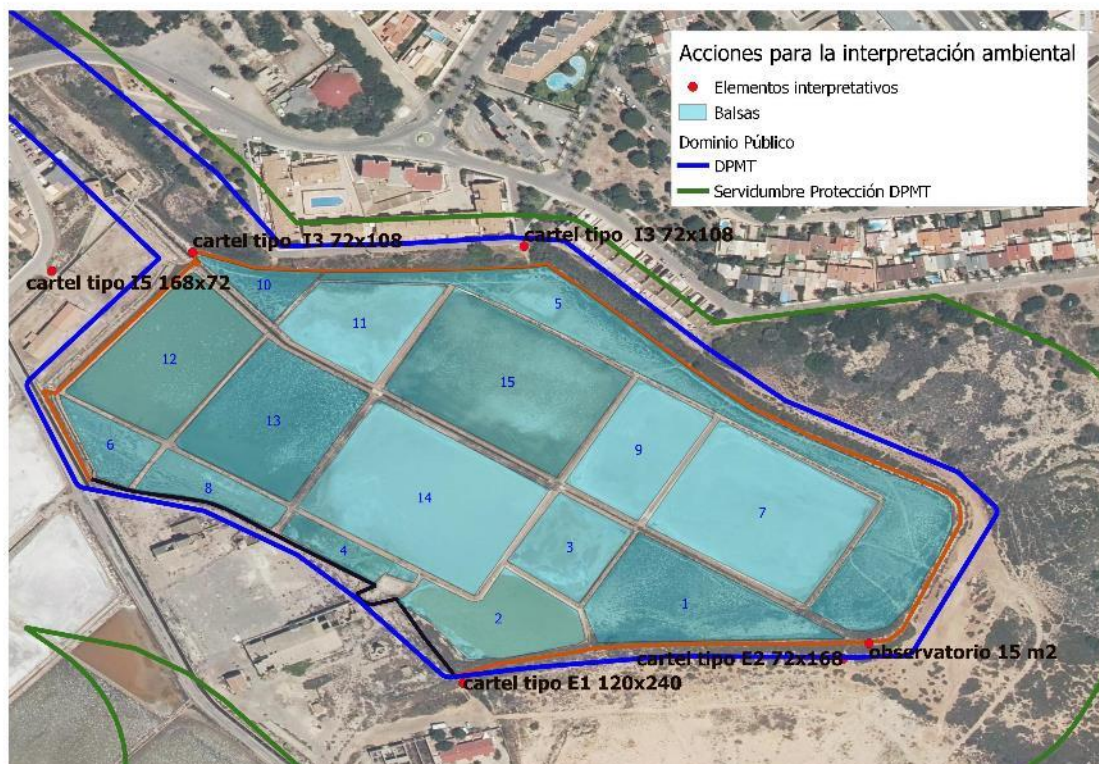 Acciones para la interpretación ambiental
Elementos interpretativos
Balsas
Dominio Público
DPMT
Servidumbre Protección DPMT
cartel tipo I3 72x108
cartel tipo I3 72x108
cartel tipo I5 168x72
10
5
11
12
15
13
9
6
8
14
7
4
3
2
1
observatorio 15 m2
cartel tipo E2 72x168
cartel tipo E1 120x240